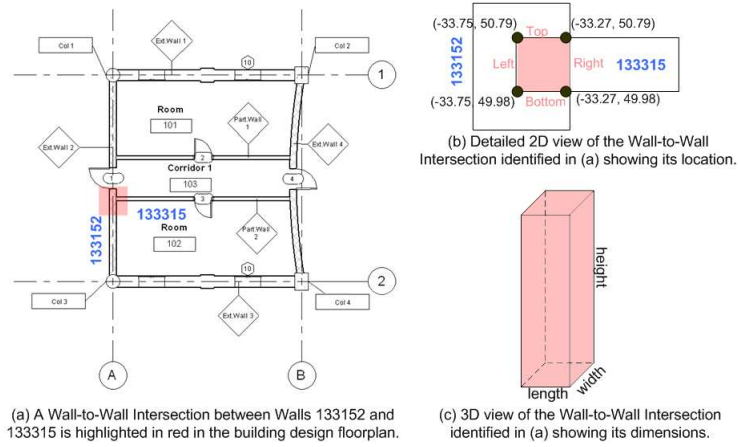 Col 1
Ext.Wall 1
10
Col 2
1
Room
101
Part.Wall
1
Ext.Wall 2
2
Ext.Wall 4
Corridor 1
1
103
4
3
133152
133315
Room
102
Part.Wall
2
10
2
Col 3
Ext.Wall 3
Col 4
A
B
(a) A Wall-to-Wall Intersection between Walls 133152 and
133315 is highlighted in red in the building design floorplan.
(-33.75, 50.79)
(-33.27, 50.79)
Top
133152
Left
Right
133315
(-33.75, 49.98)
Bottom
(-33.27, 49.98)
(b) Detailed 2D view of the Wall-to-Wall
Intersection identified in (a) showing its location.
height
length
width
(c) 3D view of the Wall-to-Wall Intersection
identified in (a) showing its dimensions.